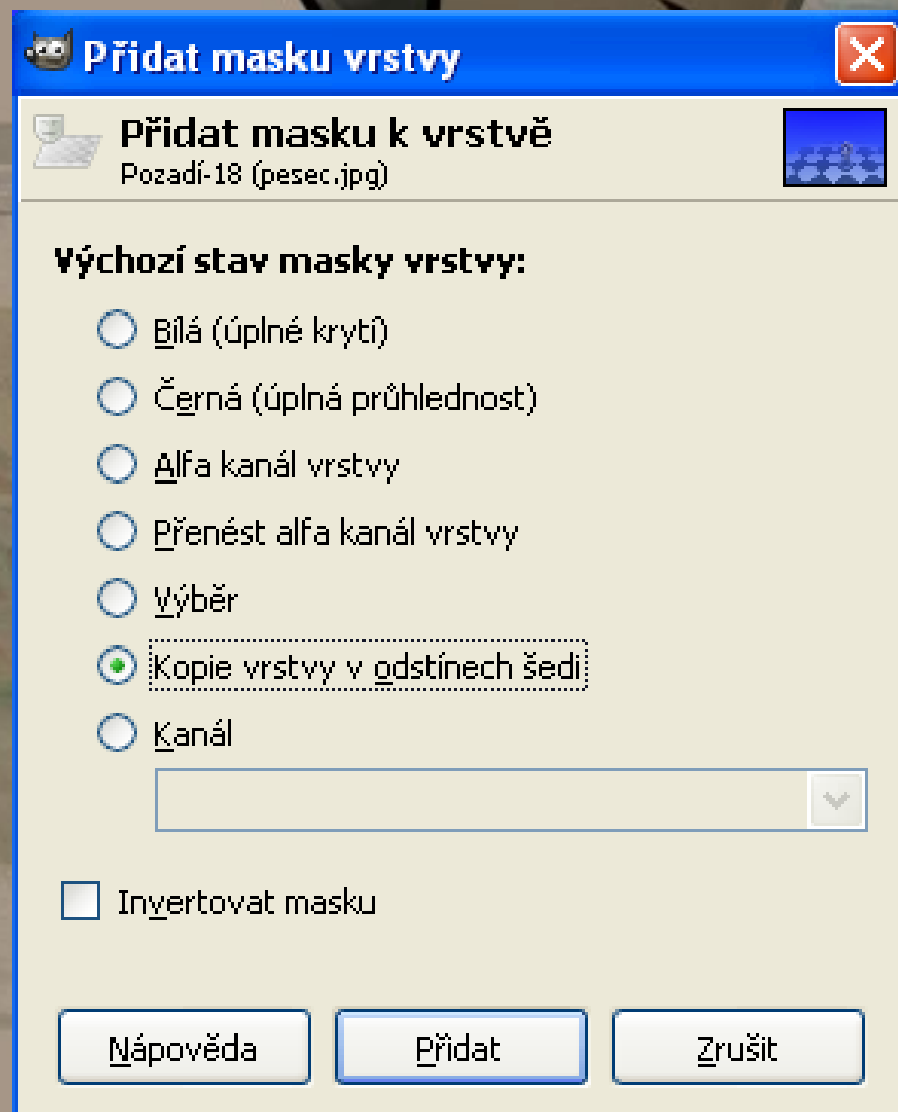 Přidat masku vrstvy
Přidat masku k vrstvě
Pozadí-18 (pesec.jpg)
Výchozí stav masky vrstvy:
Bílá (úplné krytí)
Černá (úplná průhlednost)
Alfa kanál vrstvy
Přenést alfa kanál vrstvy
Výběr
Kopie vrstvy v odstínech šedi
Kanál
Invertovat masku
Nápověda Přidat Zrušit